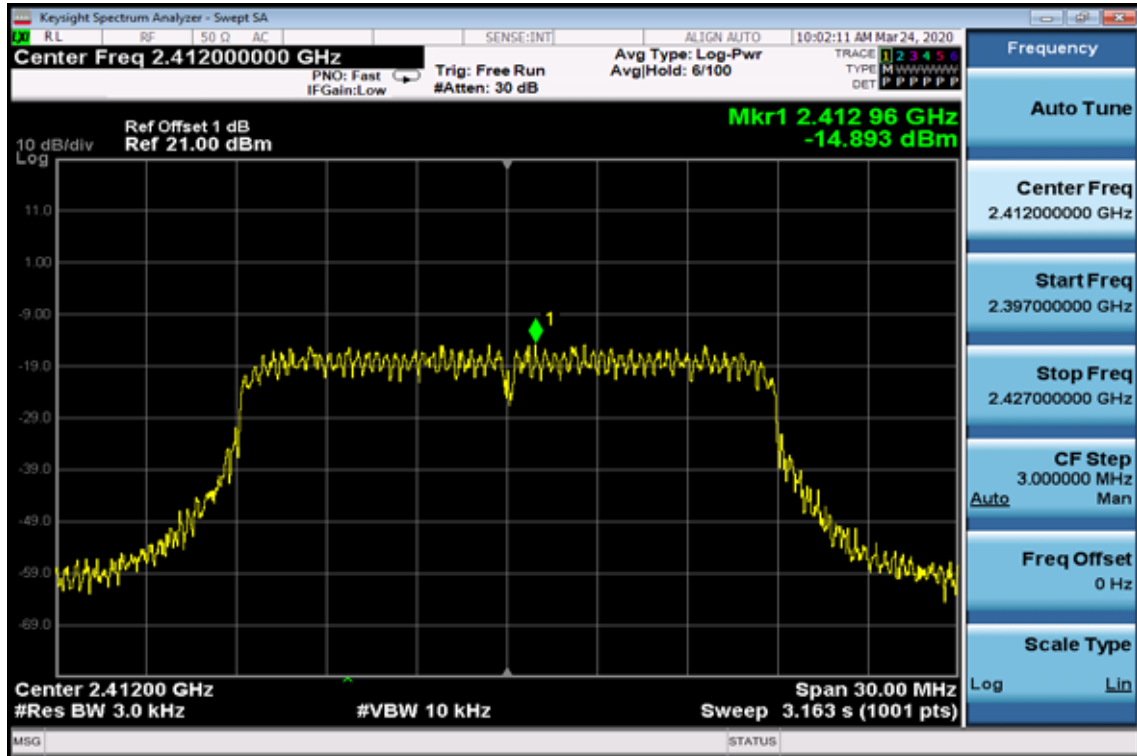 Keysight Spectrum Analyzer - Swept SA
LXI RL RF 50 Ω AC SENSE:INT ALIGN AUTO 10:02:11 AM Mar 24, 2020
Center Freq 2.412000000 GHz
PNO: Fast
IFGain:Low
Trig: Free Run
#Atten: 30 dB
Avg Type: Log-Pwr
Avg|Hold: 6/100
TRACE 1 2 3 4 5 6
TYPE M WWWWW
DET P P P P P P
Mkr1 2.412 96 GHz
-14.893 dBm
Ref Offset 1 dB
10 dB/div Ref 21.00 dBm
Log
11.0
1.00
-9.00
-19.0
-29.0
-39.0
-49.0
-59.0
-69.0
1
Center 2.41200 GHz Span 30.00 MHz
#Res BW 3.0 kHz #VBW 10 kHz Sweep 3.163 s (1001 pts)
MSG STATUS
Frequency
Auto Tune
Center Freq
2.412000000 GHz
Start Freq
2.397000000 GHz
Stop Freq
2.427000000 GHz
CF Step
3.000000 MHz
Auto Man
Freq Offset
0 Hz
Scale Type
Log Lin